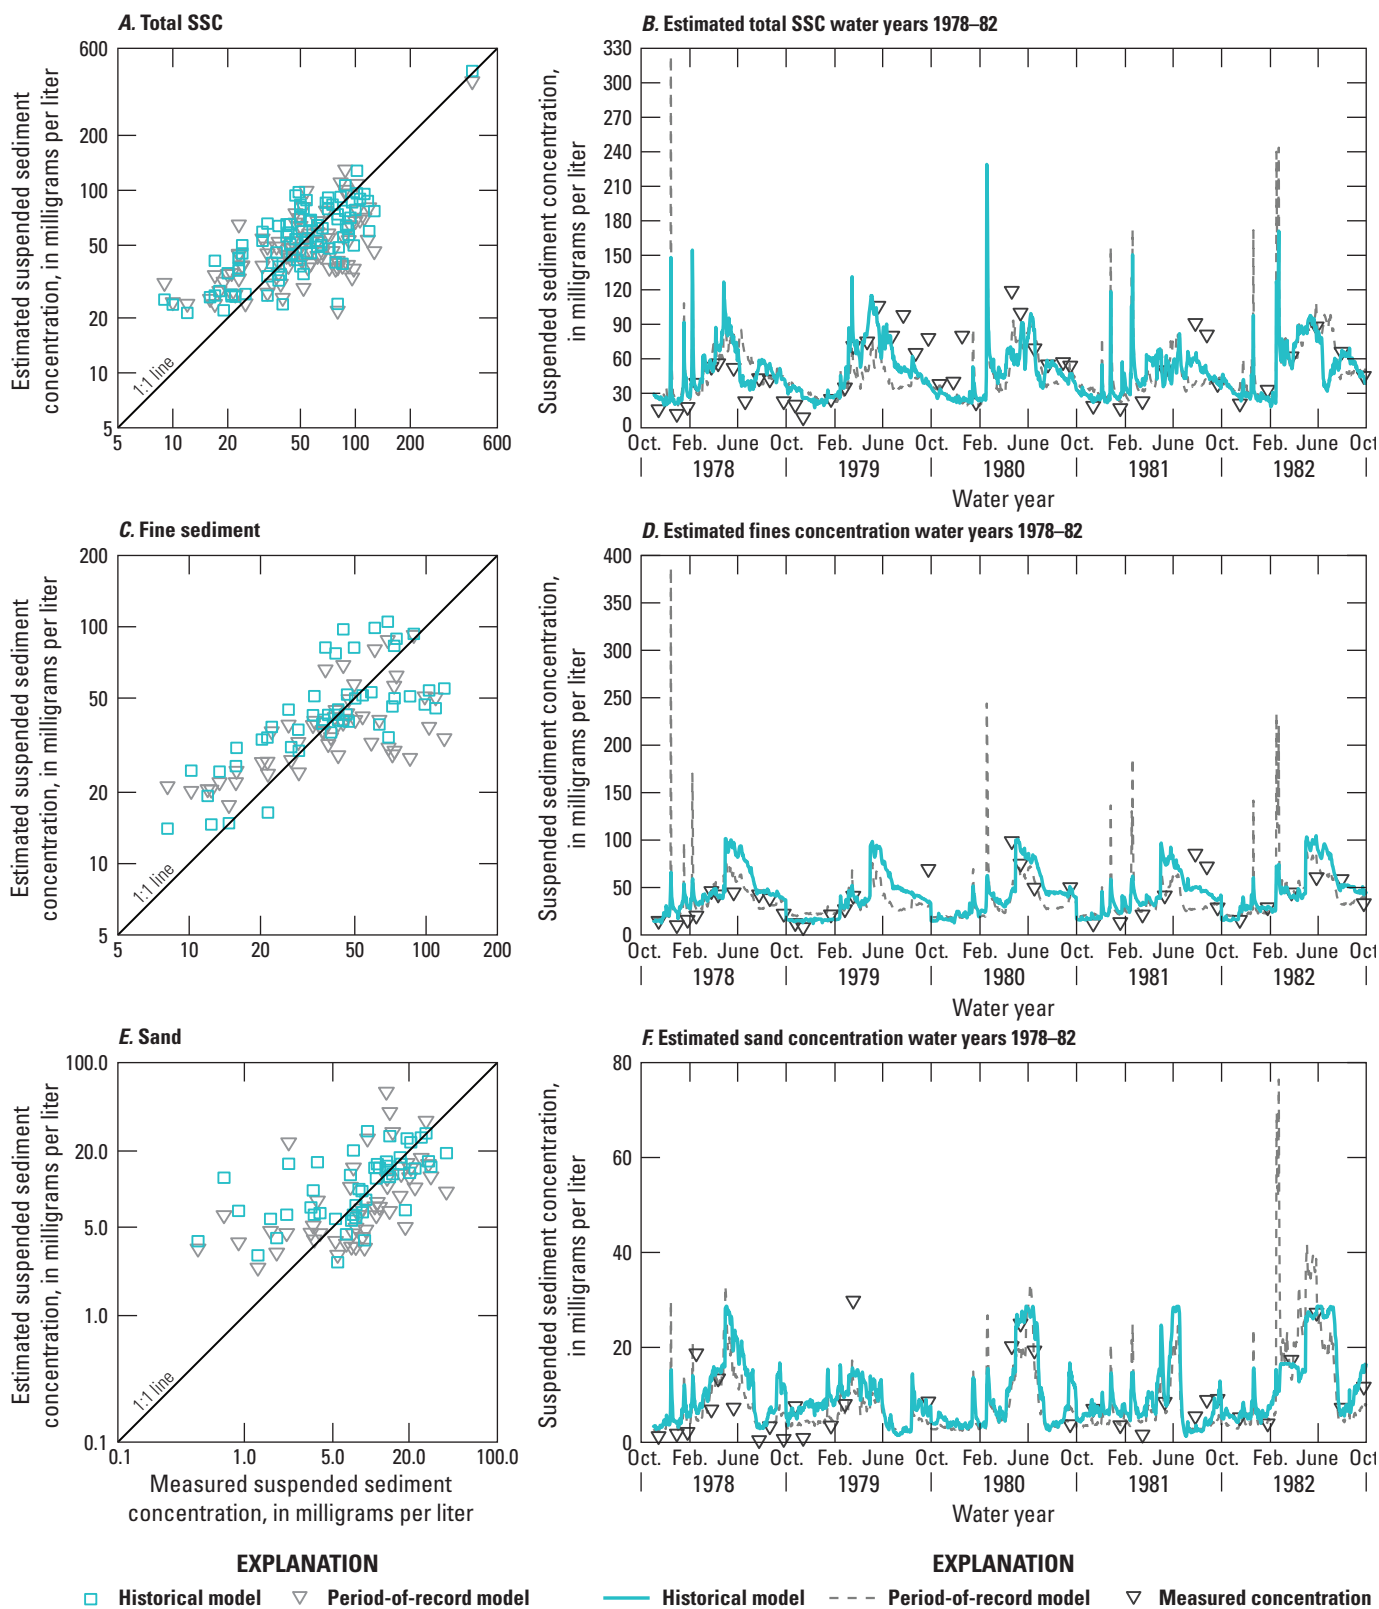 A. Total SSC
600
200
100
50
20
10
5
5
10
20
50
100
200
600
1:1 line
Estimated suspended sediment
concentration, in milligrams per liter
B. Estimated total SSC water years 1978–82
330
300
270
240
210
180
150
120
90
60
30
0
Suspended sediment concentration,
in milligrams per liter
Oct. Feb. June Oct. Feb. June Oct. Feb. June Oct. Feb. June Oct. Feb. June Oct
1978 1979 1980 1981 1982
Water year
C. Fine sediment
200
100
50
20
10
5
5
10
20
50
100
200
1:1 line
Estimated suspended sediment
concentration, in milligrams per liter
D. Estimated fines concentration water years 1978–82
400
350
300
250
200
150
100
50
0
Suspended sediment concentration,
in milligrams per liter
Oct. Feb. June Oct. Feb. June Oct. Feb. June Oct. Feb. June Oct. Feb. June Oct
1978 1979 1980 1981 1982
Water year
E. Sand
100.0
20.0
5.0
1.0
0.1
0.1
1.0
5.0
20.0
100.0
1:1 line
Estimated suspended sediment
concentration, in milligrams per liter
Measured suspended sediment
concentration, in milligrams per liter
F. Estimated sand concentration water years 1978–82
80
60
40
20
0
Suspended sediment concentration,
in milligrams per liter
Oct. Feb. June Oct. Feb. June Oct. Feb. June Oct. Feb. June Oct. Feb. June Oct
1978 1979 1980 1981 1982
Water year
EXPLANATION
Historical model Period-of-record model
EXPLANATION
Historical model Period-of-record model Measured concentration